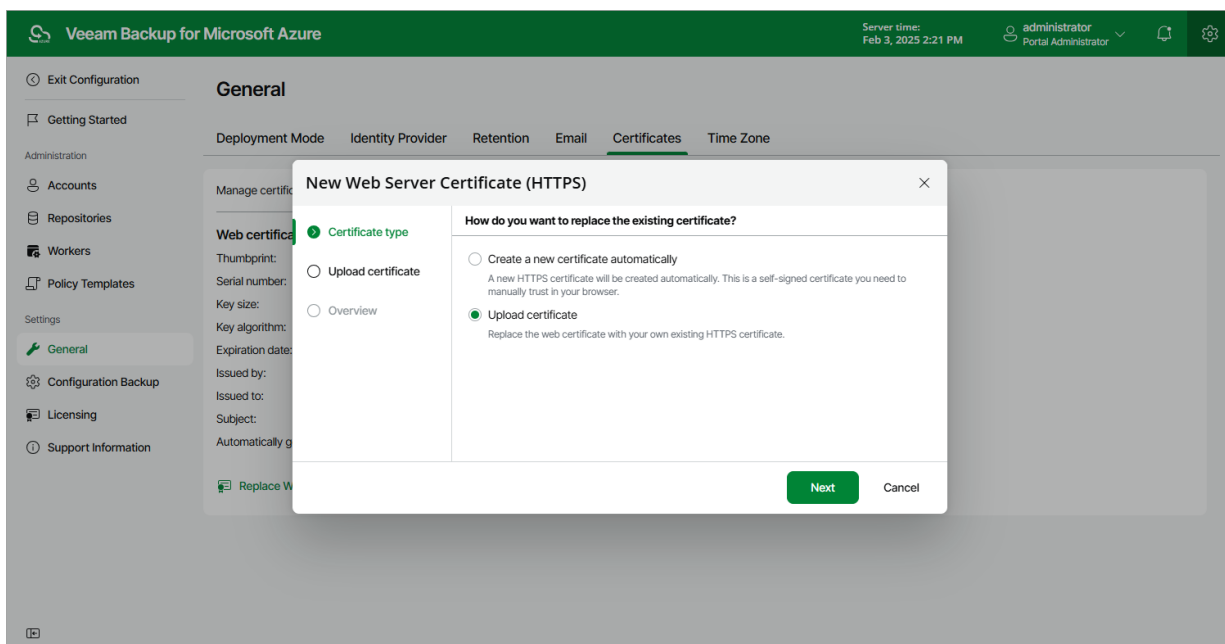 Veeam Backup for Microsoft Azure
Server time:
Feb 3, 2025 2:21 PM
administrator
Portal Administrator
Exit Configuration
Getting Started
Administration
Accounts
Repositories
Workers
Policy Templates
Settings
General
Configuration Backup
Licensing
Support Information
General
Deployment Mode Identity Provider Retention Email Certificates Time Zone
Manage certific
Web certifica
Thumbprint:
Serial number:
Key size:
Key algorithm:
Expiration date:
Issued by:
Issued to:
Subject:
Automatically g
Replace W
New Web Server Certificate (HTTPS)
Certificate type
Upload certificate
Overview
How do you want to replace the existing certificate?
Create a new certificate automatically
A new HTTPS certificate will be created automatically. This is a self-signed certificate you need to
manually trust in your browser.
Upload certificate
Replace the web certificate with your own existing HTTPS certificate.
Next Cancel